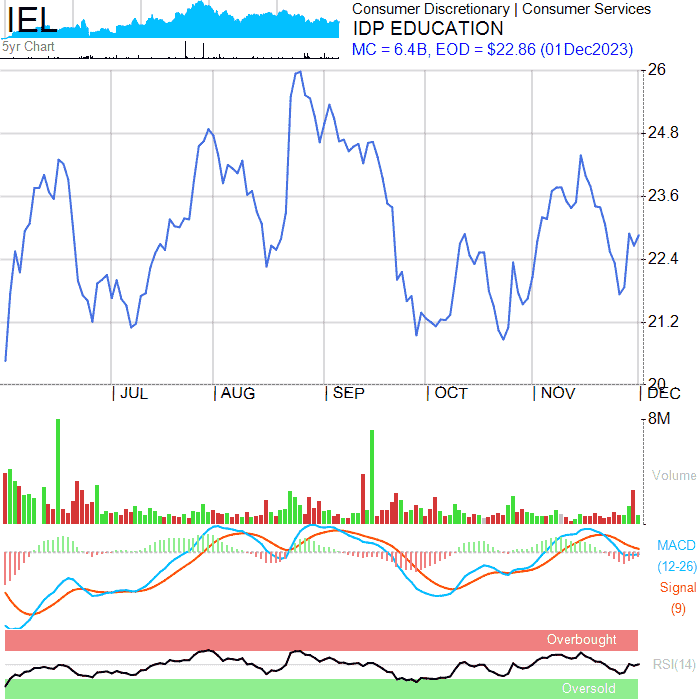 IEL
5yr Chart
Consumer Discretionary | Consumer Services
IDP EDUCATION
MC = 6.4B, EOD = $22.86 (01Dec2023)
26
24.8
23.6
22.4
21.2
20
| JUL | AUG | SEP | OCT | NOV | DEC
8M
Volume
MACD
(12-26)
Signal
(9)
Overbought
RSI(14)
Oversold